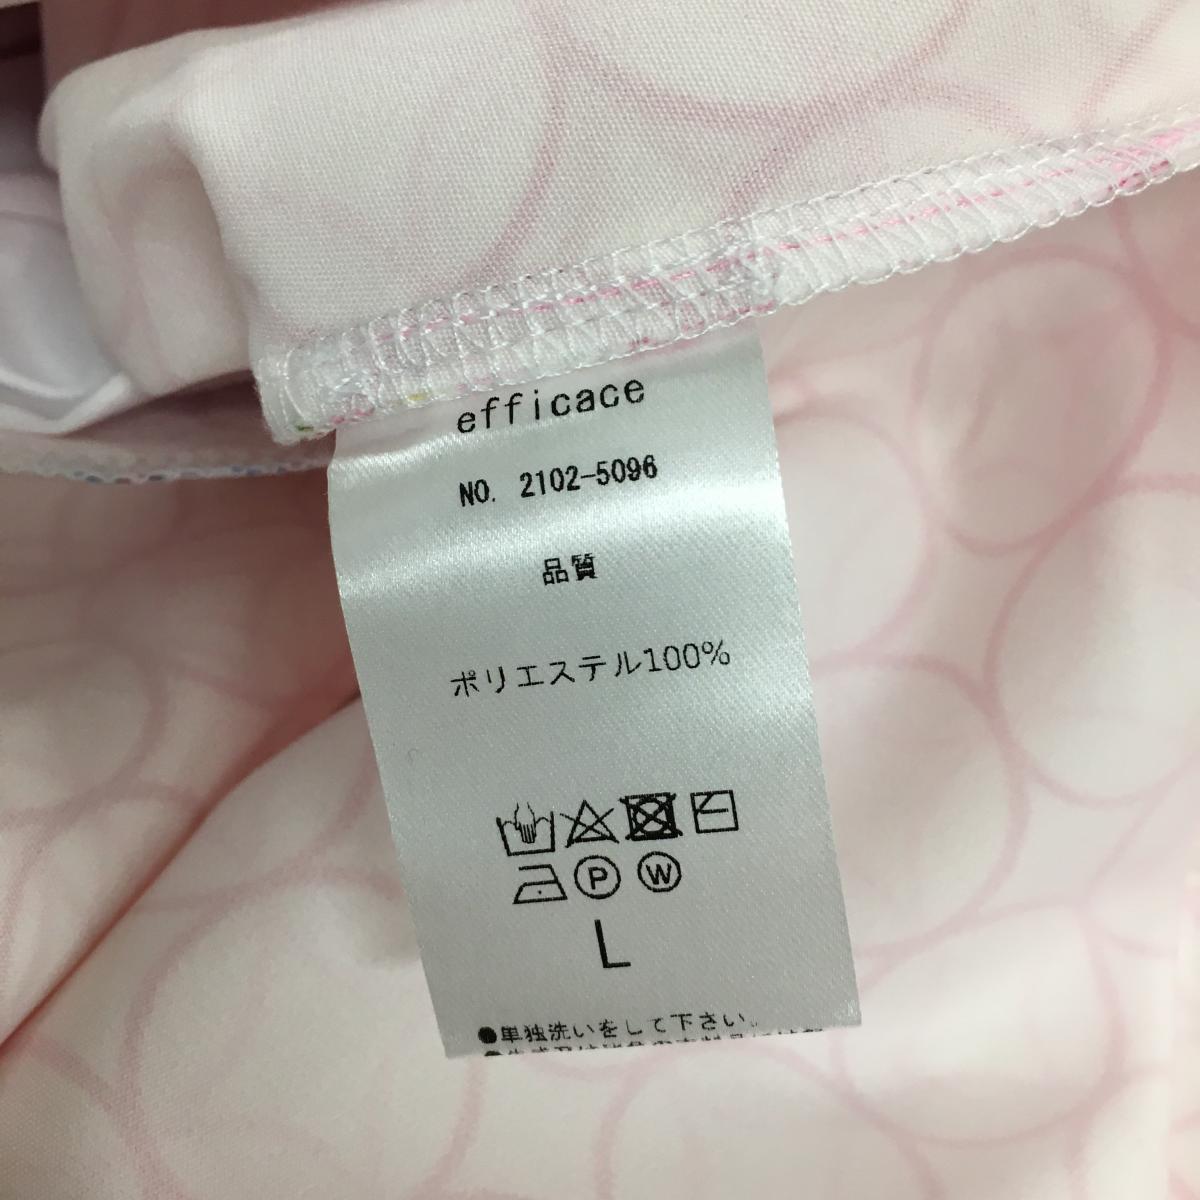 efficace
NO. 2102-5096
品質
ポリエステル100%
P W
L
●単独洗いをして下さい。